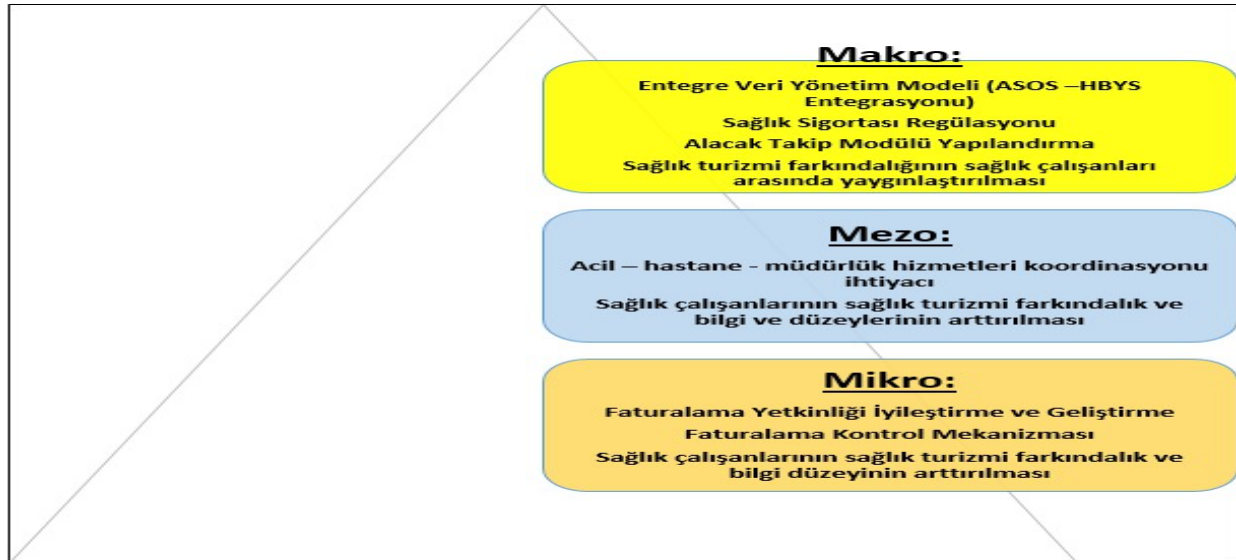 Makro:
Entegre Veri Yönetim Modeli (ASOS –HBYS
Entegrasyonu)
Sağlık Sigortası Regülasyonu
Alacak Takip Modülü Yapılandırma
Sağlık turizmi farkındalığının sağlık çalışanları
arasında yaygınlaştırılması
Mezo:
Acil – hastane - müdürlük hizmetleri koordinasyonu
ihtiyacı
Sağlık çalışanlarının sağlık turizmi farkındalık ve
bilgi ve düzeylerinin arttırılması
Mikro:
Faturalama Yetkinliği İyileştirme ve Geliştirme
Faturalama Kontrol Mekanizması
Sağlık çalışanlarının sağlık turizmi farkındalık ve
bilgi düzeyinin arttırılması